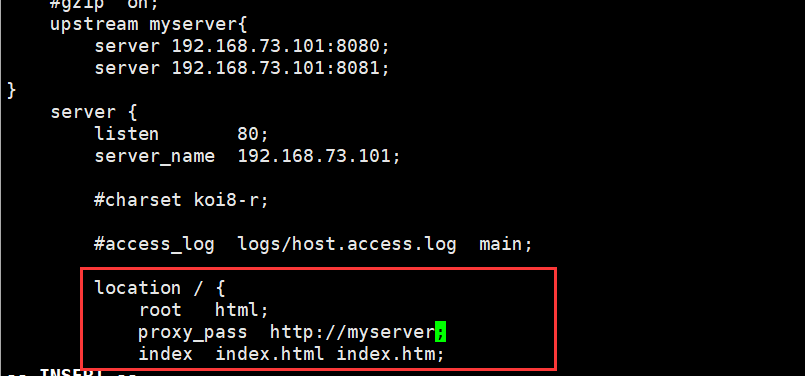 #gzip  on;
    upstream myserver{
        server 192.168.73.101:8080;
        server 192.168.73.101:8081;
}
    server {
        listen       80;
        server_name  192.168.73.101;
        #charset koi8-r;
        #access_log  logs/host.access.log  main;
        location / {
            root   html;
            proxy_pass  http://myserver;
            index  index.html index.htm;
-- INSERT --